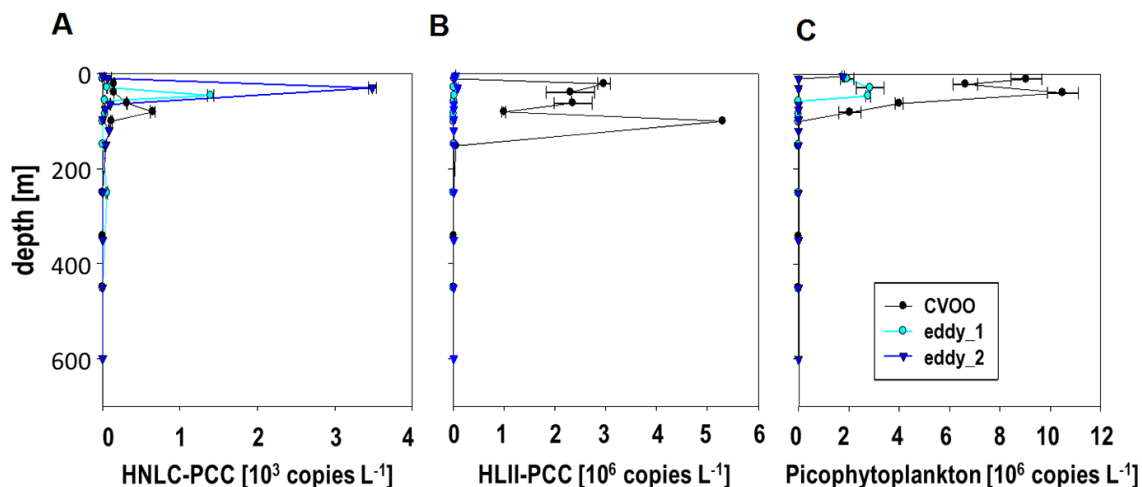 A
B
C
depth [m]
0
200
400
600
0 1 2 3 4
HNLC-PCC [10³ copies L⁻¹]
0 1 2 3 4 5 6
HLII-PCC [10⁶ copies L⁻¹]
0 2 4 6 8 10 12
Picophytoplankton [10⁶ copies L⁻¹]
CVOO
eddy_1
eddy_2